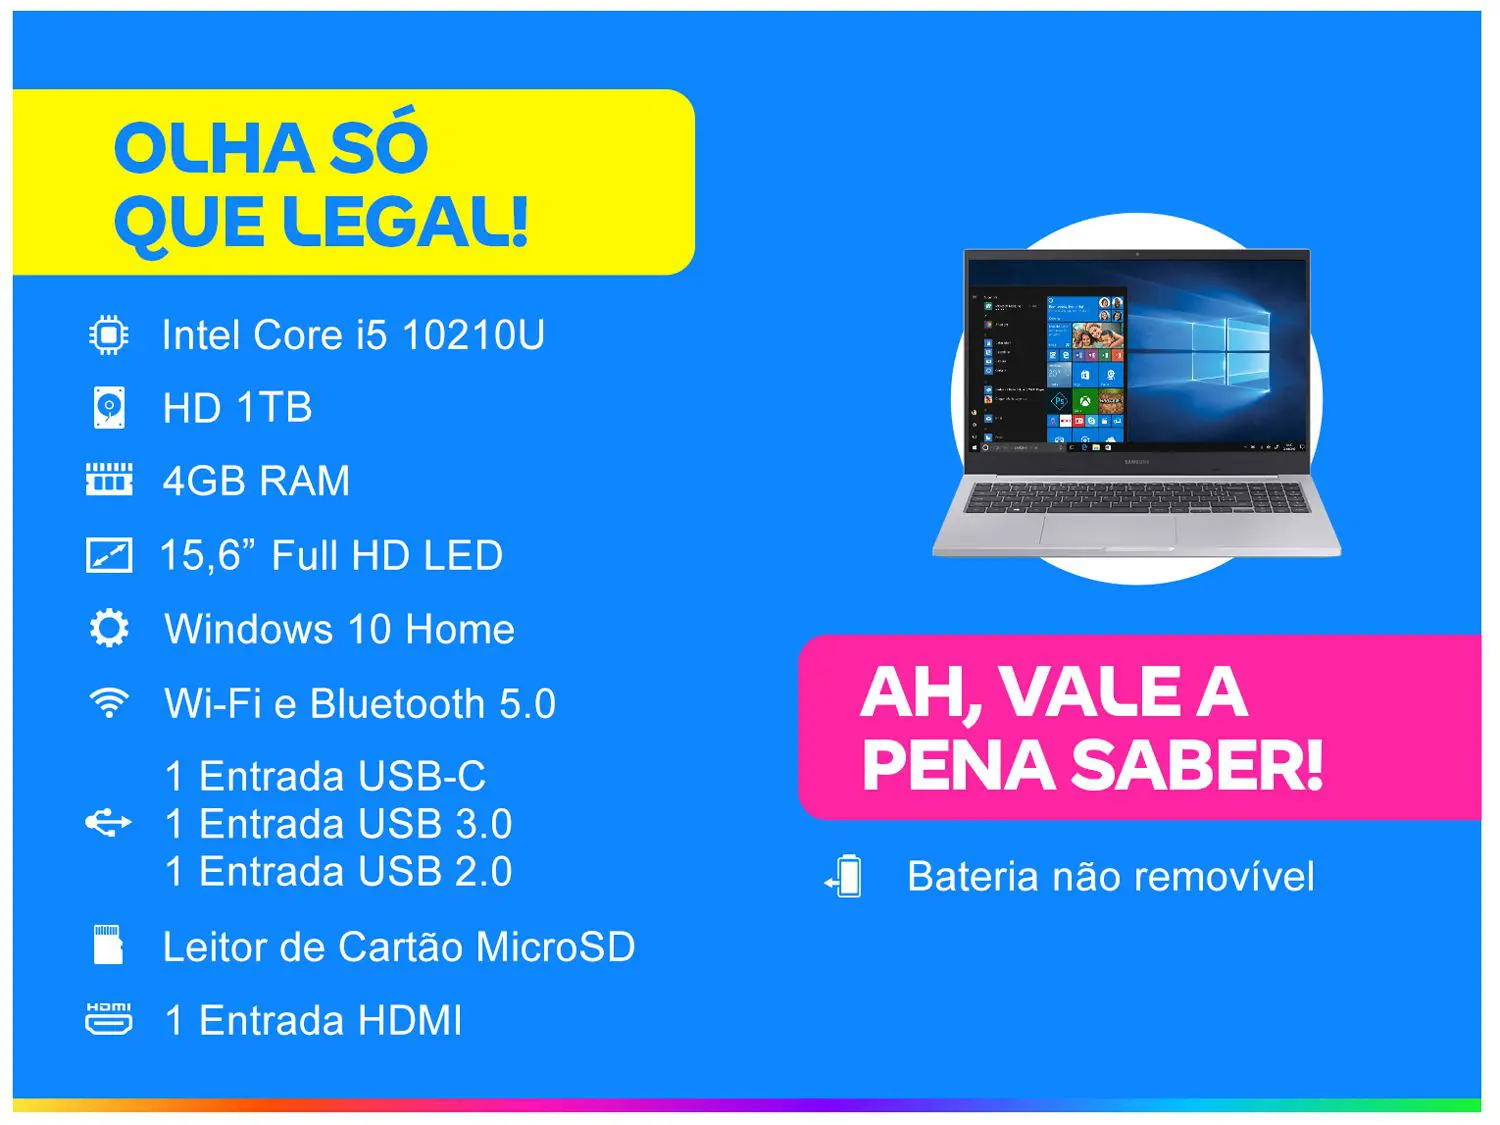 OLHA SÓ
QUE LEGAL!
Intel Core i5 10210U
HD 1TB
4GB RAM
15,6” Full HD LED
Windows 10 Home
Wi-Fi e Bluetooth 5.0
1 Entrada USB-C
1 Entrada USB 3.0
1 Entrada USB 2.0
Leitor de Cartão MicroSD
HDMI
1 Entrada HDMI
SAMSUNG
AH, VALE A
PENA SABER!
Bateria não removível